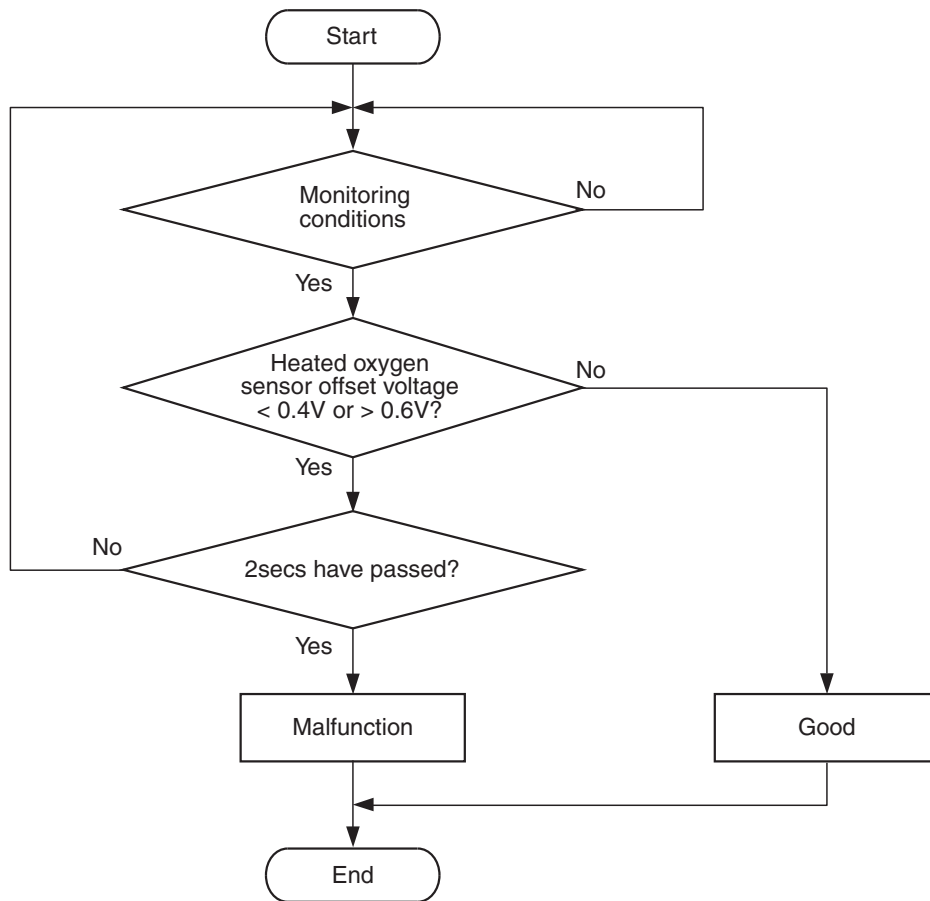 Start
Monitoring
conditions
No
Yes
Heated oxygen
sensor offset voltage
< 0.4V or > 0.6V?
No
Yes
No
2secs have passed?
Yes
Malfunction
Good
End